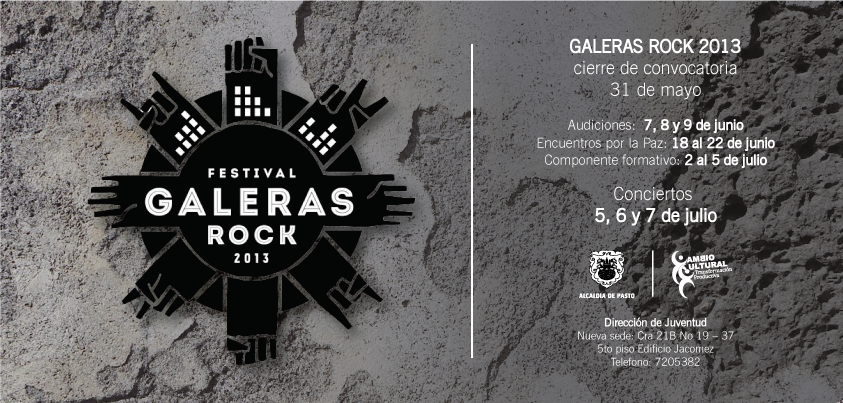 FESTIVAL
GALERAS
ROCK
2013
GALERAS ROCK 2013
cierre de convocatoria
31 de mayo
Audiciones: 7, 8 y 9 de junio
Encuentros por la Paz: 18 al 22 de junio
Componente formativo: 2 al 5 de julio
Conciertos
5, 6 y 7 de julio
ALCALDIA DE PASTO
CAMBIO
CULTURAL
Transformación
Productiva
Dirección de Juventud
Nueva sede: Cra 21B No 19 – 37
5to piso Edificio Jacomez
Telefono: 7205382